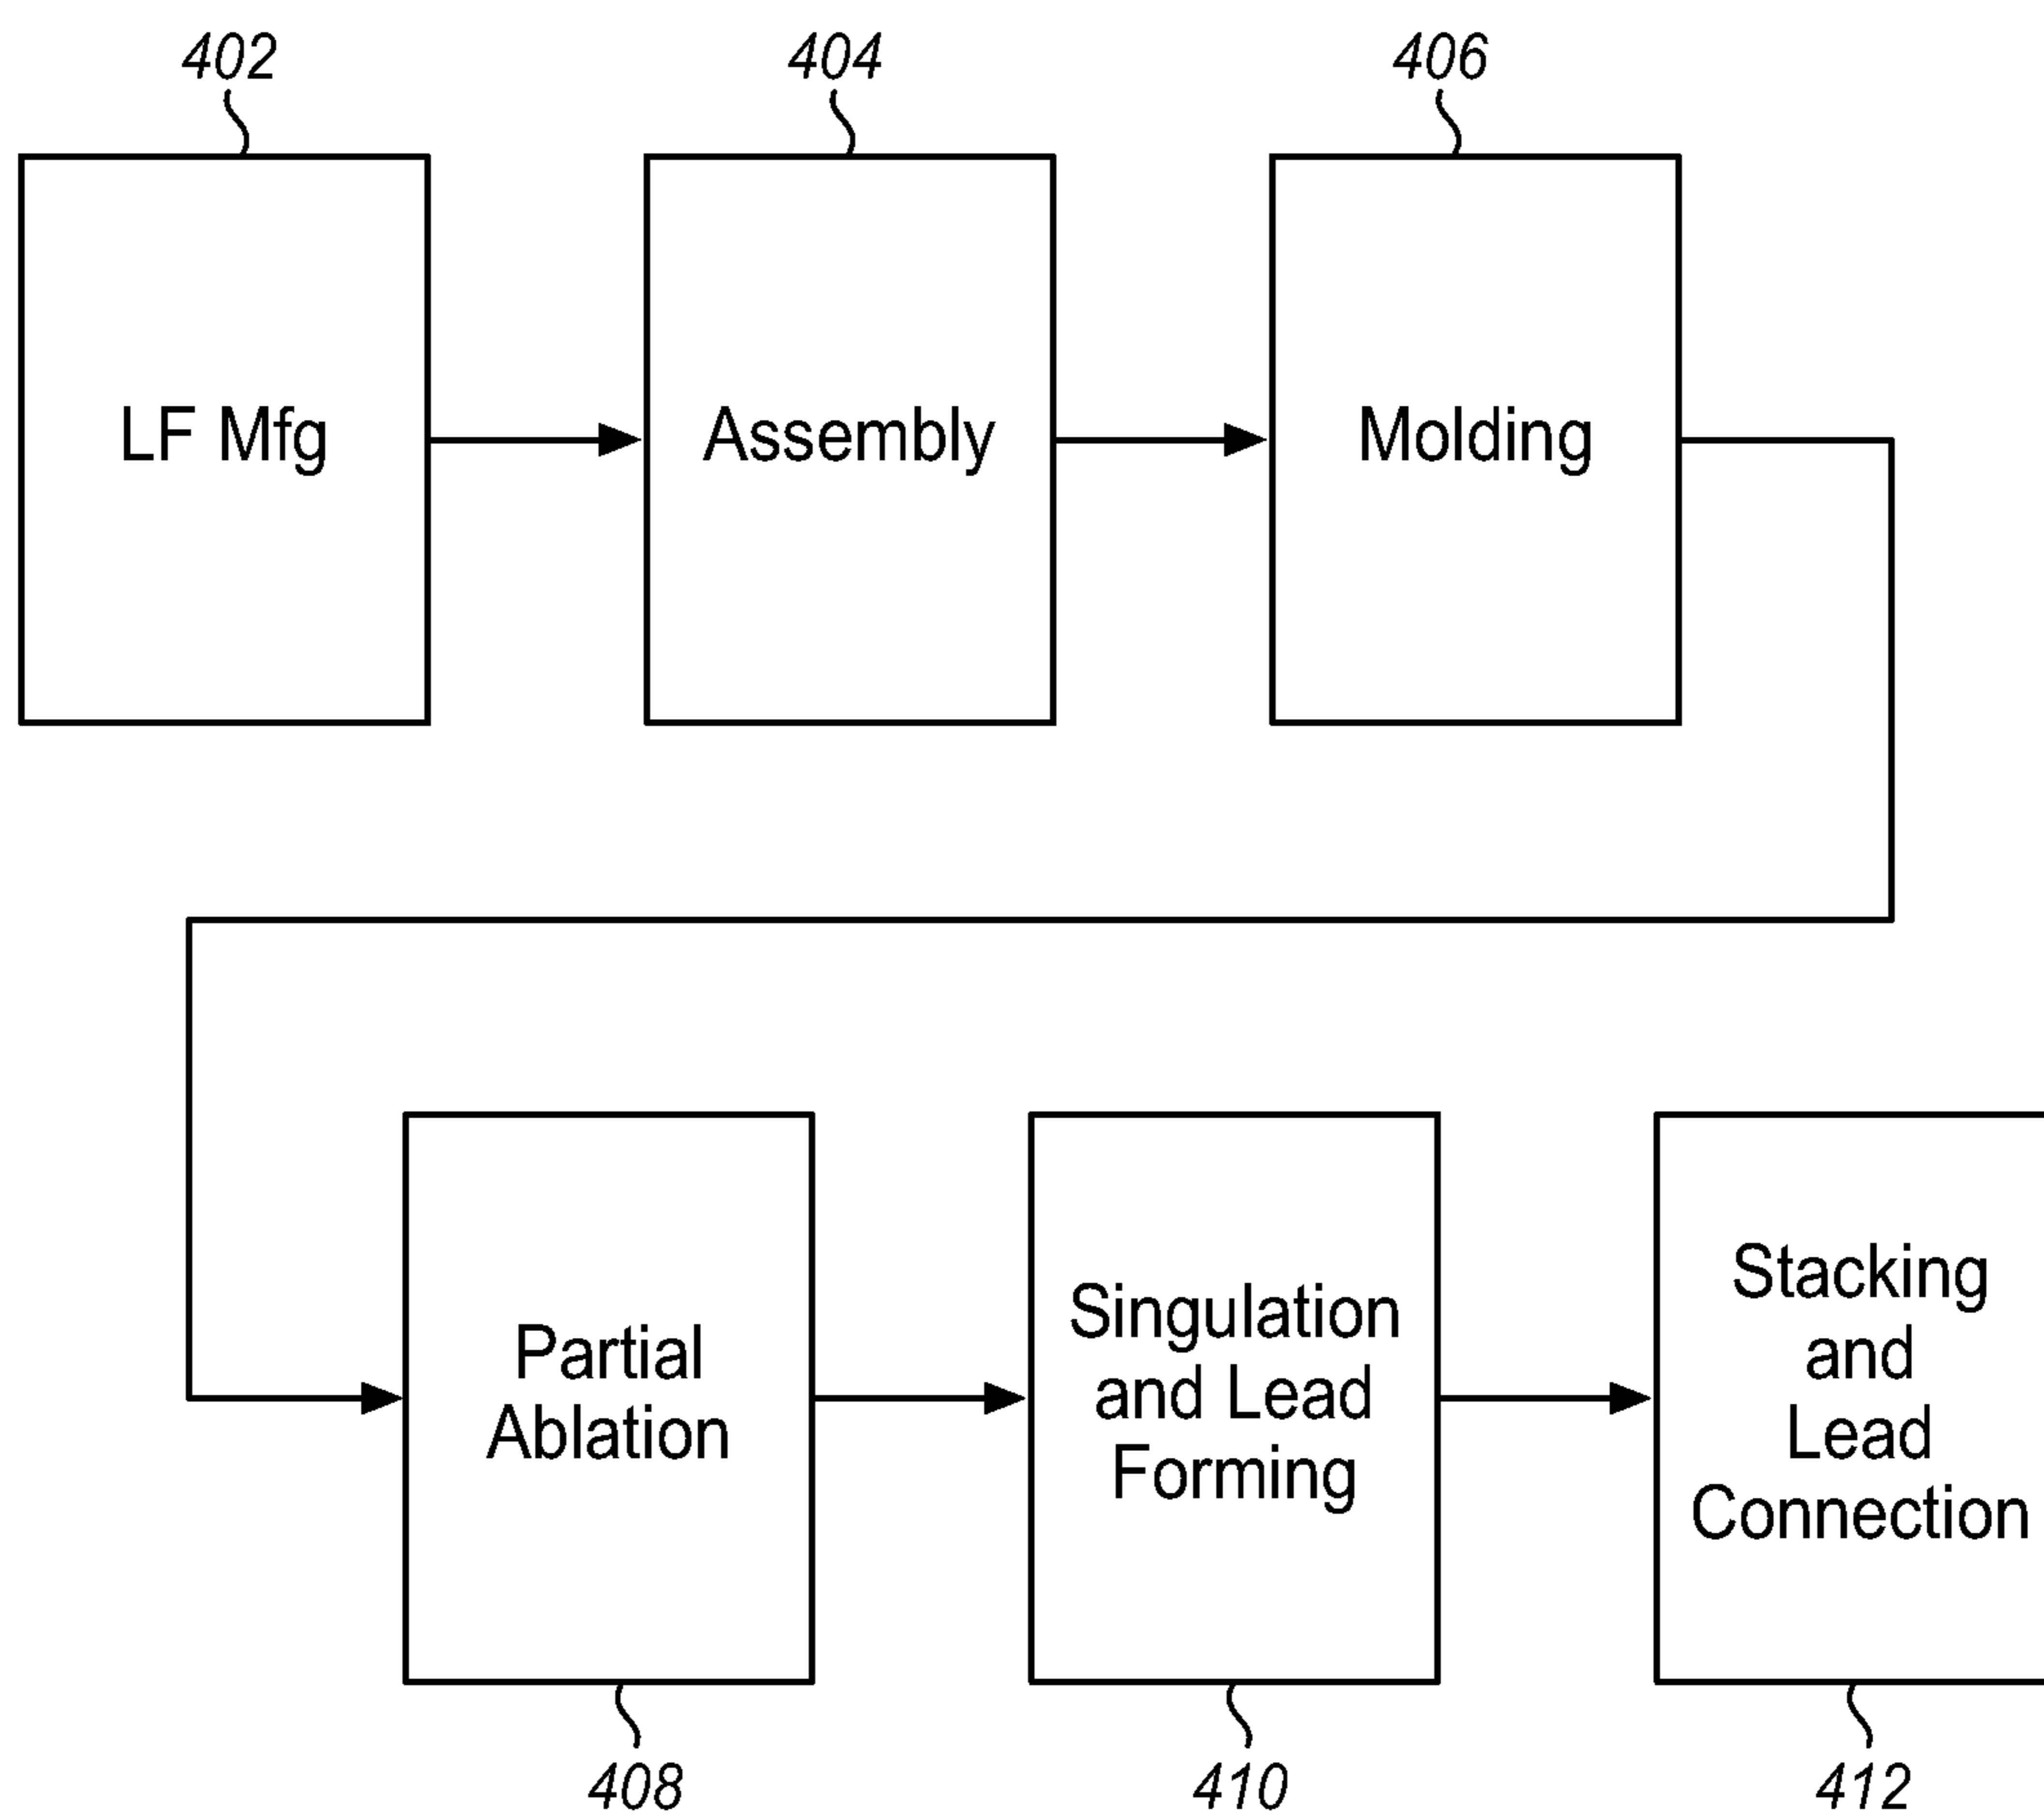 402
404
406
LF Mfg
Assembly
Molding
Partial
Ablation
Singulation
and Lead
Forming
Stacking
and
Lead
Connection
408
410
412